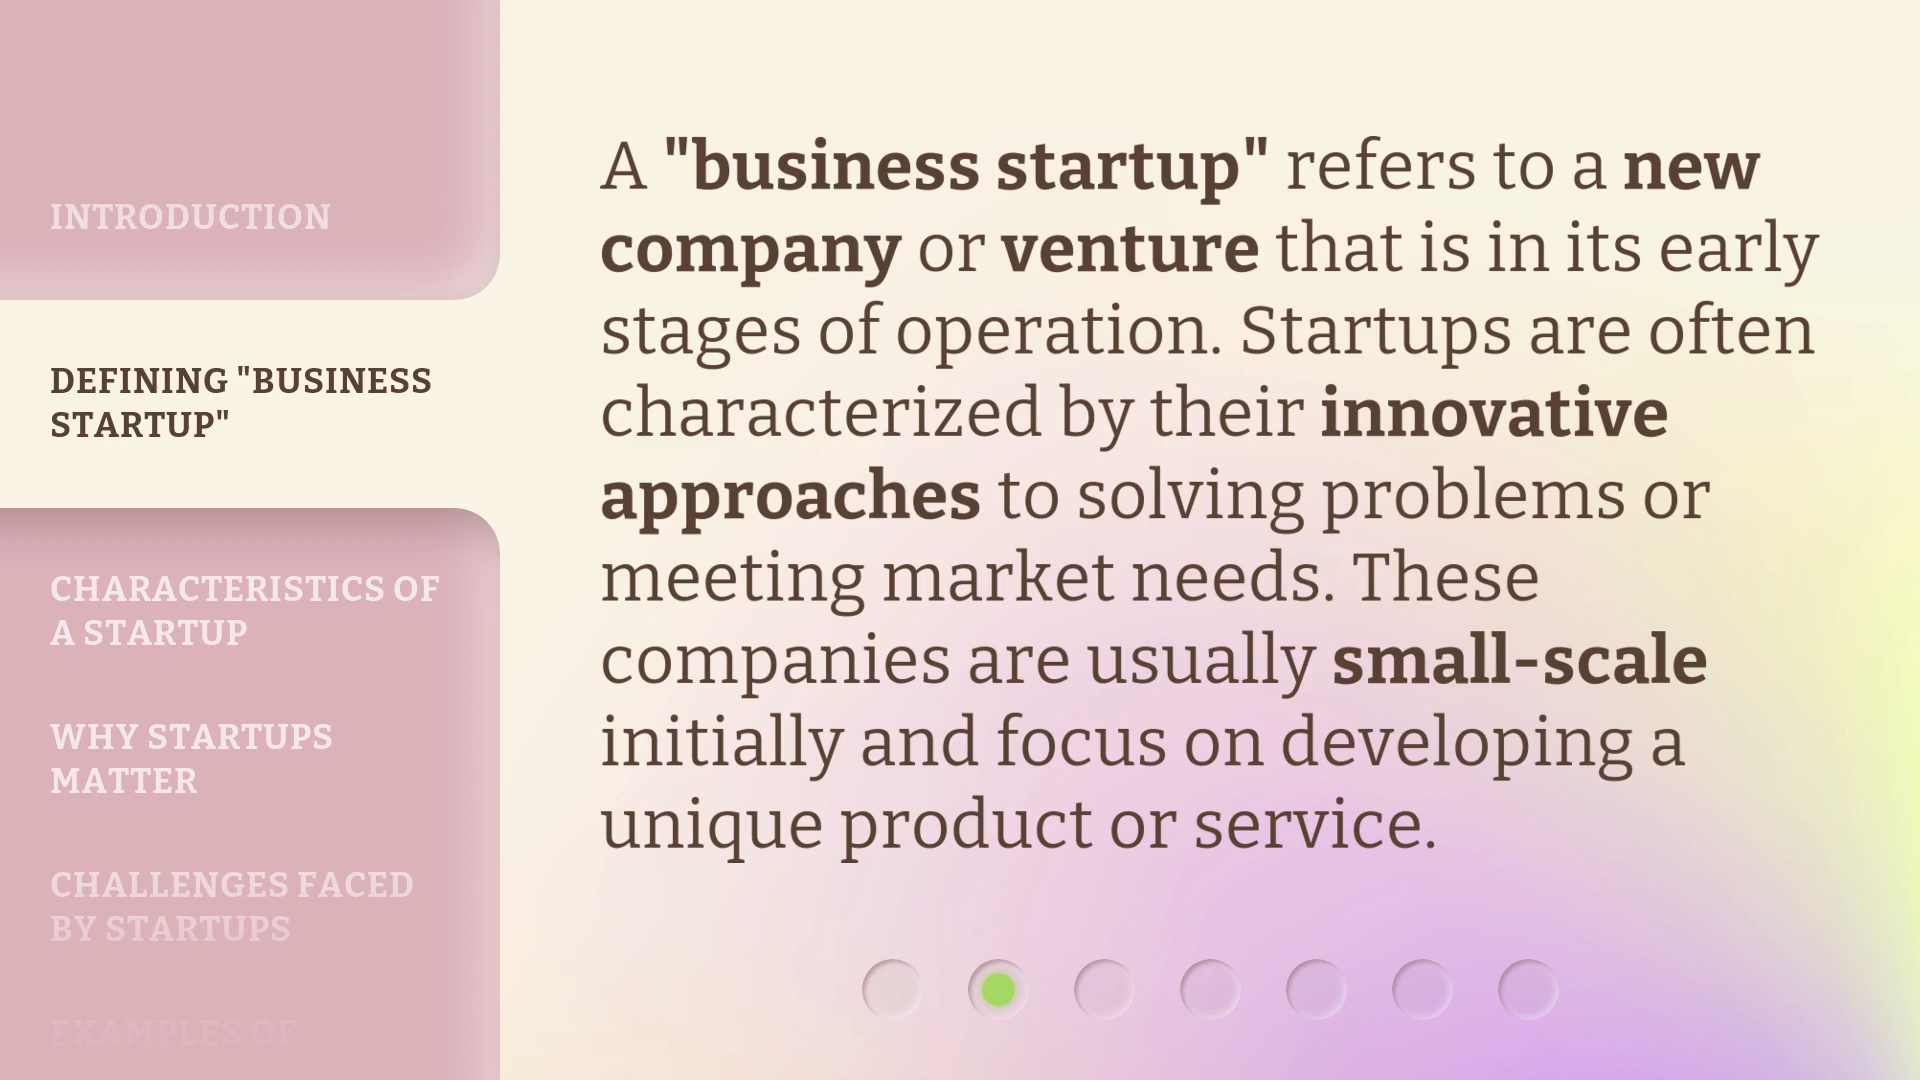 INTRODUCTION
DEFINING "BUSINESS
STARTUP"
CHARACTERISTICS OF
A STARTUP
WHY STARTUPS
MATTER
CHALLENGES FACED
BY STARTUPS
EXAMPLES OF
A "business startup" refers to a new
company or venture that is in its early
stages of operation. Startups are often
characterized by their innovative
approaches to solving problems or
meeting market needs. These
companies are usually small-scale
initially and focus on developing a
unique product or service.